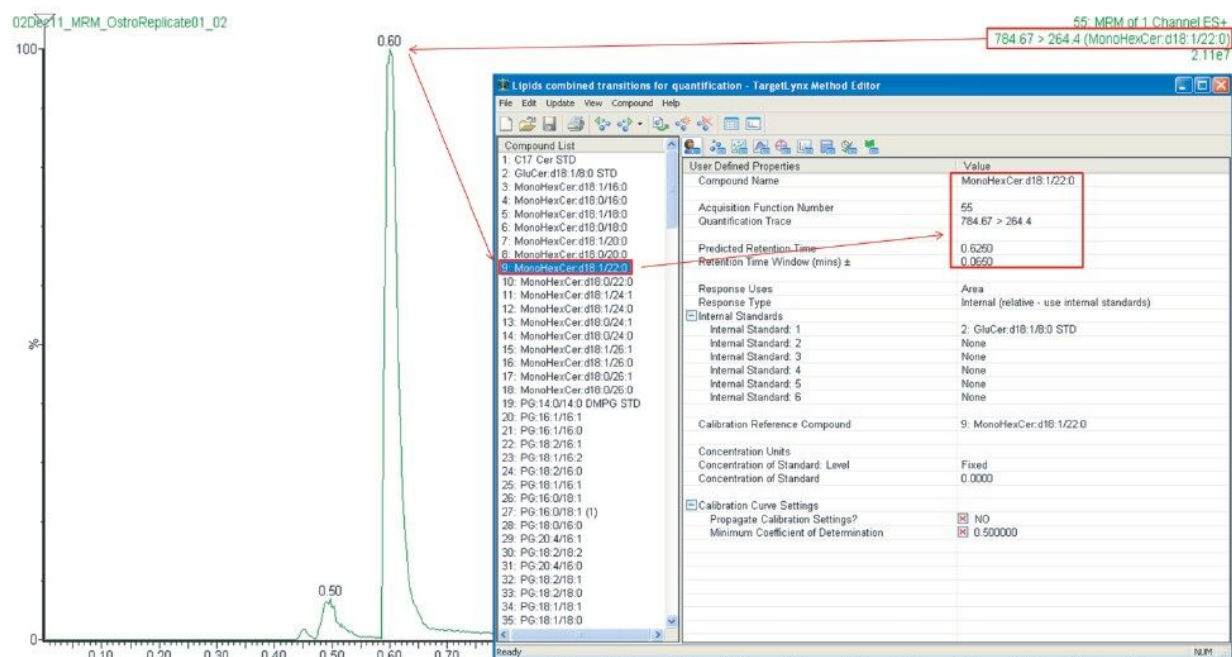 02Dec11_MRM_OstroReplicate01_02
55: MRM of 1 Channel ES+
784.67 > 264.4 (MonoHexCer:d18:1/22:0)
2.11e7
100
%
0
0.60
0.50
0.10 0.20 0.30 0.40 0.50 0.60 0.70
Lipids combined transitions for quantification - TargetLynx Method Editor
File Edit Update View Compound Help
Compound List
1: C17 Cer STD
2: GluCer:d18:1/8:0 STD
3: MonoHexCer:d18:1/16:0
4: MonoHexCer:d18:0/16:0
5: MonoHexCer:d18:1/18:0
6: MonoHexCer:d18:0/18:0
7: MonoHexCer:d18:1/20:0
8: MonoHexCer:d18:0/20:0
9: MonoHexCer:d18:1/22:0
10: MonoHexCer:d18:0/22:0
11: MonoHexCer:d18:1/24:1
12: MonoHexCer:d18:1/24:0
13: MonoHexCer:d18:0/24:1
14: MonoHexCer:d18:0/24:0
15: MonoHexCer:d18:1/26:1
16: MonoHexCer:d18:1/26:0
17: MonoHexCer:d18:0/26:1
18: MonoHexCer:d18:0/26:0
19: PG:14:0/14:0 DMPG STD
20: PG:16:1/16:1
21: PG:16:1/16:0
22: PG:18:2/16:1
23: PG:18:1/16:2
24: PG:18:2/16:0
25: PG:18:1/16:1
26: PG:16:0/18:1
27: PG:16:0/18:1 (1)
28: PG:18:0/16:0
29: PG:20:4/16:1
30: PG:18:2/18:2
31: PG:20:4/16:0
32: PG:18:2/18:1
33: PG:18:2/18:0
34: PG:18:1/18:1
35: PG:18:1/18:0
User Defined Properties Value
Compound Name MonoHexCer:d18:1/22:0
Acquisition Function Number 55
Quantification Trace 784.67 > 264.4
Predicted Retention Time 0.6250
Retention Time Window (mins) ± 0.0650
Response Uses Area
Response Type Internal (relative - use internal standards)
Internal Standards
Internal Standard: 1 2: GluCer:d18:1/8:0 STD
Internal Standard: 2 None
Internal Standard: 3 None
Internal Standard: 4 None
Internal Standard: 5 None
Internal Standard: 6 None
Calibration Reference Compound 9: MonoHexCer:d18:1/22:0
Concentration Units
Concentration of Standard: Level Fixed
Concentration of Standard 0.0000
Calibration Curve Settings
Propagate Calibration Settings? NO
Minimum Coefficient of Determination 0.500000
Ready NUM